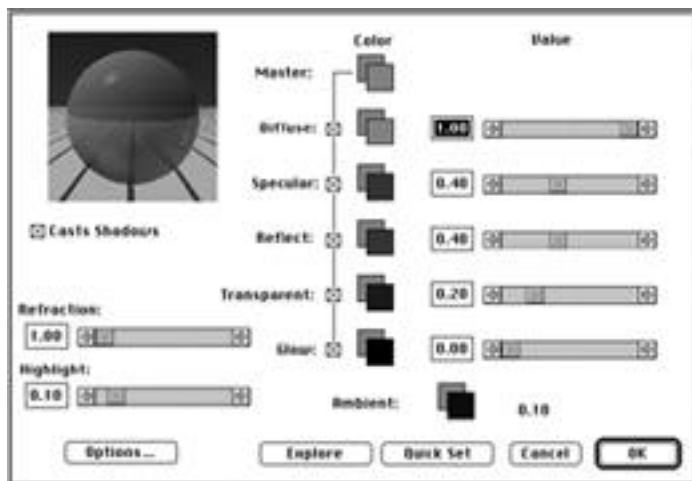 Color Value
Master:
Diffuse: 1.00
Specular: 0.40
Casts Shadows
Reflect: 0.40
Transparent: 0.20
Refraction:
1.00
Glow: 0.00
Highlight:
0.10
Ambient: 0.10
Options... Explore Quick Set Cancel OK